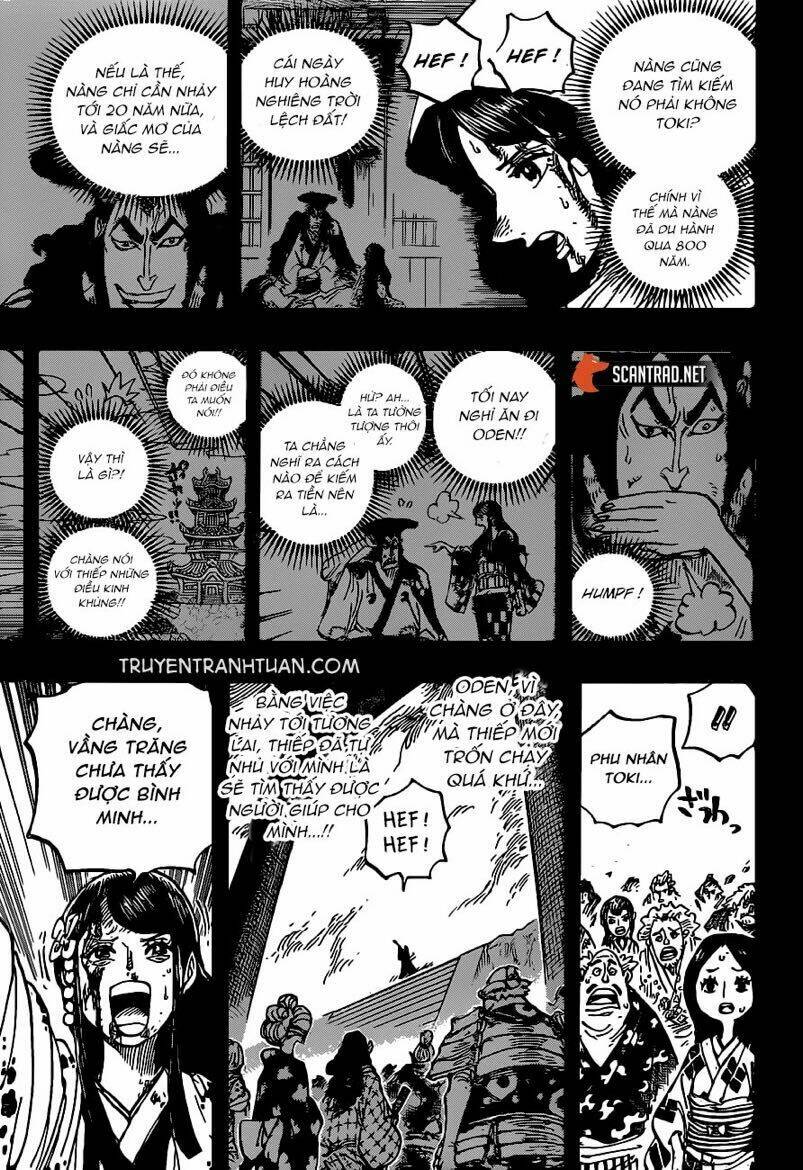 NÀNG CŨNG
ĐANG TÌM KIẾM
NÓ PHẢI KHÔNG
TOKI?
CHÍNH VÌ
THẾ MÀ NÀNG
ĐÃ DU HÀNH
QUA 800
NĂM.
HEF!
HEF!
CÁI NGÀY
HUY HOÀNG
NGHIÊNG TRỜI
LỆCH ĐẤT!
NẾU LÀ THẾ,
NÀNG CHỈ CẦN NHẢY
TỚI 20 NĂM NỮA,
VÀ GIẤC MƠ CỦA
NÀNG SẼ...
SCANTRAD.NET
HUMPF!
TỐI NAY
NGHỈ ĂN ĐI
ODEN!!
HỪ? AH...
LÀ TA TƯỞNG
TƯỢNG THÔI
ẤY.
TA CHẲNG
NGHĨ RA CÁCH
NÀO ĐỂ KIẾM
RA TIỀN NÊN
LÀ...
ĐÓ KHÔNG
PHẢI ĐIỀU
TA MUỐN
NÓI!!
VẬY THÌ
LÀ GÌ?!
CHÀNG NÓI
VỚI THIẾP NHỮNG
ĐIỀU KINH
KHỦNG!!
TRUYENTRANHTUAN.COM
!!
PHU NHÂN
TOKI...
ODEN, VÌ
CHÀNG Ở ĐÂY,
MÀ THIẾP MỚI
TRỐN CHẠY
QUÁ KHỨ...
BẰNG VIỆC
NHẢY TỚI TƯƠNG
LAI, THIẾP ĐÃ TỰ
NHỦ VỚI MÌNH LÀ
SẼ TÌM THẤY ĐƯỢC
NGƯỜI GIÚP CHO
MÌNH...!!
HEF!
HEF!
CHÀNG,
VẦNG TRĂNG
CHƯA THẤY
ĐƯỢC BÌNH
MINH...